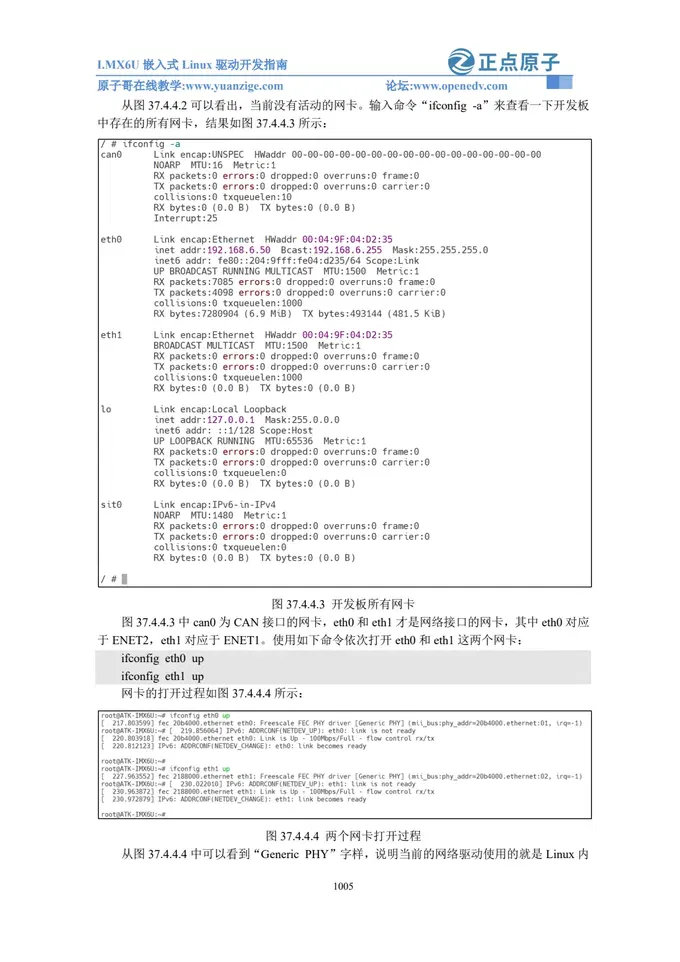 I.MX6U 嵌入式 Linux 驱动开发指南
正点原子
原子哥在线教学:www.yuanzige.com 论坛:www.openedv.com
从图 37.4.4.2 可以看出，当前没有活动的网卡。输入命令“ifconfig -a”来查看一下开发板
中存在的所有网卡，结果如图 37.4.4.3 所示：
/ # ifconfig -a
can0 Link encap:UNSPEC HWaddr 00-00-00-00-00-00-00-00-00-00-00-00-00-00-00-00
NOARP MTU:16 Metric:1
RX packets:0 errors:0 dropped:0 overruns:0 frame:0
TX packets:0 errors:0 dropped:0 overruns:0 carrier:0
collisions:0 txqueuelen:10
RX bytes:0 (0.0 B) TX bytes:0 (0.0 B)
Interrupt:25
eth0 Link encap:Ethernet HWaddr 00:04:9F:04:D2:35
inet addr:192.168.6.50 Bcast:192.168.6.255 Mask:255.255.255.0
inet6 addr: fe80::204:9fff:fe04:d235/64 Scope:Link
UP BROADCAST RUNNING MULTICAST MTU:1500 Metric:1
RX packets:7085 errors:0 dropped:0 overruns:0 frame:0
TX packets:4098 errors:0 dropped:0 overruns:0 carrier:0
collisions:0 txqueuelen:1000
RX bytes:7280904 (6.9 MiB) TX bytes:493144 (481.5 KiB)
eth1 Link encap:Ethernet HWaddr 00:04:9F:04:D2:35
BROADCAST MULTICAST MTU:1500 Metric:1
RX packets:0 errors:0 dropped:0 overruns:0 frame:0
TX packets:0 errors:0 dropped:0 overruns:0 carrier:0
collisions:0 txqueuelen:1000
RX bytes:0 (0.0 B) TX bytes:0 (0.0 B)
lo Link encap:Local Loopback
inet addr:127.0.0.1 Mask:255.0.0.0
inet6 addr: ::1/128 Scope:Host
UP LOOPBACK RUNNING MTU:65536 Metric:1
RX packets:0 errors:0 dropped:0 overruns:0 frame:0
TX packets:0 errors:0 dropped:0 overruns:0 carrier:0
collisions:0 txqueuelen:0
RX bytes:0 (0.0 B) TX bytes:0 (0.0 B)
sit0 Link encap:IPv6-in-IPv4
NOARP MTU:1480 Metric:1
RX packets:0 errors:0 dropped:0 overruns:0 frame:0
TX packets:0 errors:0 dropped:0 overruns:0 carrier:0
collisions:0 txqueuelen:0
RX bytes:0 (0.0 B) TX bytes:0 (0.0 B)
/ #
图 37.4.4.3 开发板所有网卡
图 37.4.4.3 中 can0 为 CAN 接口的网卡，eth0 和 eth1 才是网络接口的网卡，其中 eth0 对应
于 ENET2，eth1 对应于 ENET1。使用如下命令依次打开 eth0 和 eth1 这两个网卡：
ifconfig eth0 up
ifconfig eth1 up
网卡的打开过程如图 37.4.4.4 所示：
root@ATK-IMX6U:~# ifconfig eth0 up
[ 217.803599] fec 20b4000.ethernet eth0: Freescale FEC PHY driver [Generic PHY] (mii_bus:phy_addr=20b4000.ethernet:01, irq=-1)
root@ATK-IMX6U:~# [ 219.856064] IPv6: ADDRCONF(NETDEV_UP): eth0: link is not ready
[ 220.803918] fec 20b4000.ethernet eth0: Link is Up - 100Mbps/Full - flow control rx/tx
[ 220.812123] IPv6: ADDRCONF(NETDEV_CHANGE): eth0: link becomes ready
root@ATK-IMX6U:~#
root@ATK-IMX6U:~# ifconfig eth1 up
[ 227.963552] fec 2188000.ethernet eth1: Freescale FEC PHY driver [Generic PHY] (mii_bus:phy_addr=20b4000.ethernet:02, irq=-1)
root@ATK-IMX6U:~# [ 230.022010] IPv6: ADDRCONF(NETDEV_UP): eth1: link is not ready
[ 230.963872] fec 2188000.ethernet eth1: Link is Up - 100Mbps/Full - flow control rx/tx
[ 230.972879] IPv6: ADDRCONF(NETDEV_CHANGE): eth1: link becomes ready
root@ATK-IMX6U:~#
图 37.4.4.4 两个网卡打开过程
从图 37.4.4.4 中可以看到“Generic PHY”字样，说明当前的网络驱动使用的就是 Linux 内
1005